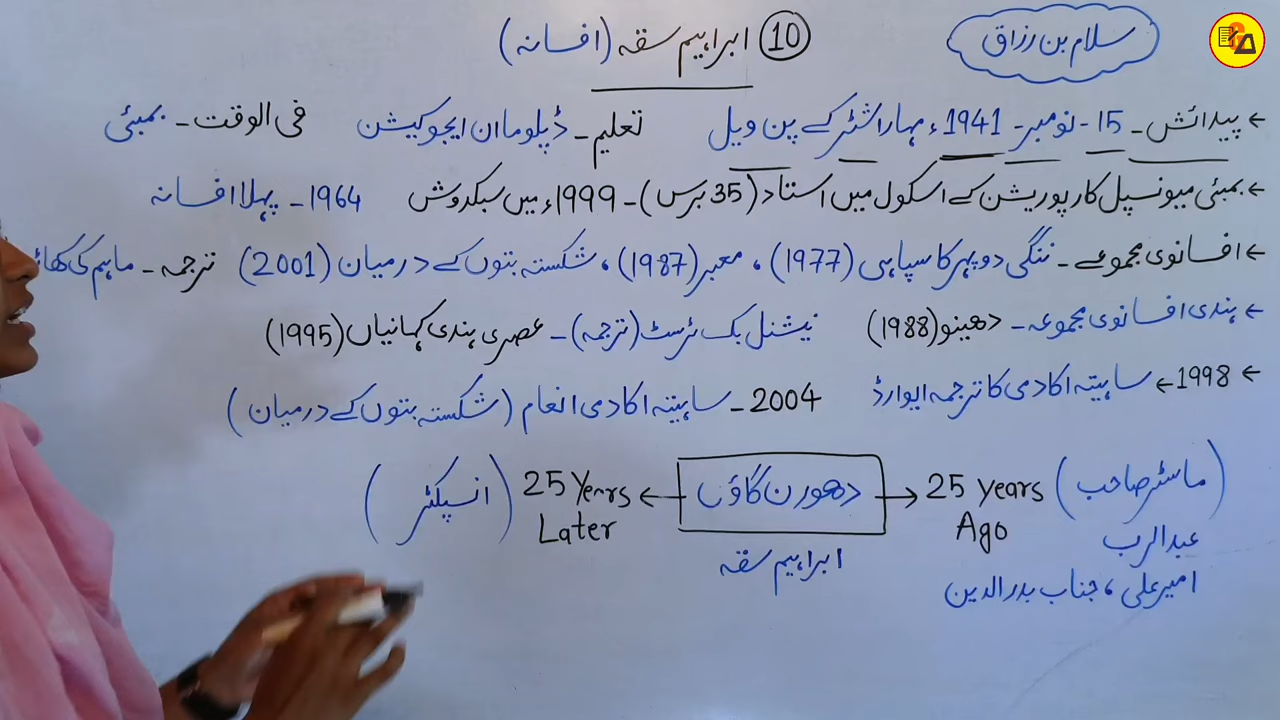 سلام بن رزاق
10 ابراہیم سقہ (افسانہ)
← پیدائش ۔ 15 - نومبر - 1941ء مہاراشٹر کے پن ویل تعلیم ۔ ڈپلوما ان ایجوکیشن فی الوقت ۔ بمبئی
← بمبئی میونسپل کارپوریشن کے اسکول میں استاد (35 برس) ۔ 1999ء میں سبکدوش 1964 ۔ پہلا افسانہ
← افسانوی مجموعے ۔ ننگی دوپہر کا سپاہی (1977) ، معبر (1987) ، شکستہ بتوں کے درمیان (2001) ترجمہ ۔ ماہم کی
← ہندی افسانوی مجموعہ ۔ دھینو (1988) نیشنل بک ٹرسٹ (ترجمہ) ۔ عصری ہندی کہانیاں (1995)
← 1998 ← ساہتیہ اکادمی کا ترجمہ ایوارڈ 2004 ۔ ساہتیہ اکادمی انعام (شکستہ بتوں کے درمیان)
(ماسٹر صاحب) 25 years Ago → دھورن گاؤں ← 25 Years Later (انسپکٹر)
عبدالرب
ابراہیم سقہ
امیر علی ، جناب بدرالدین